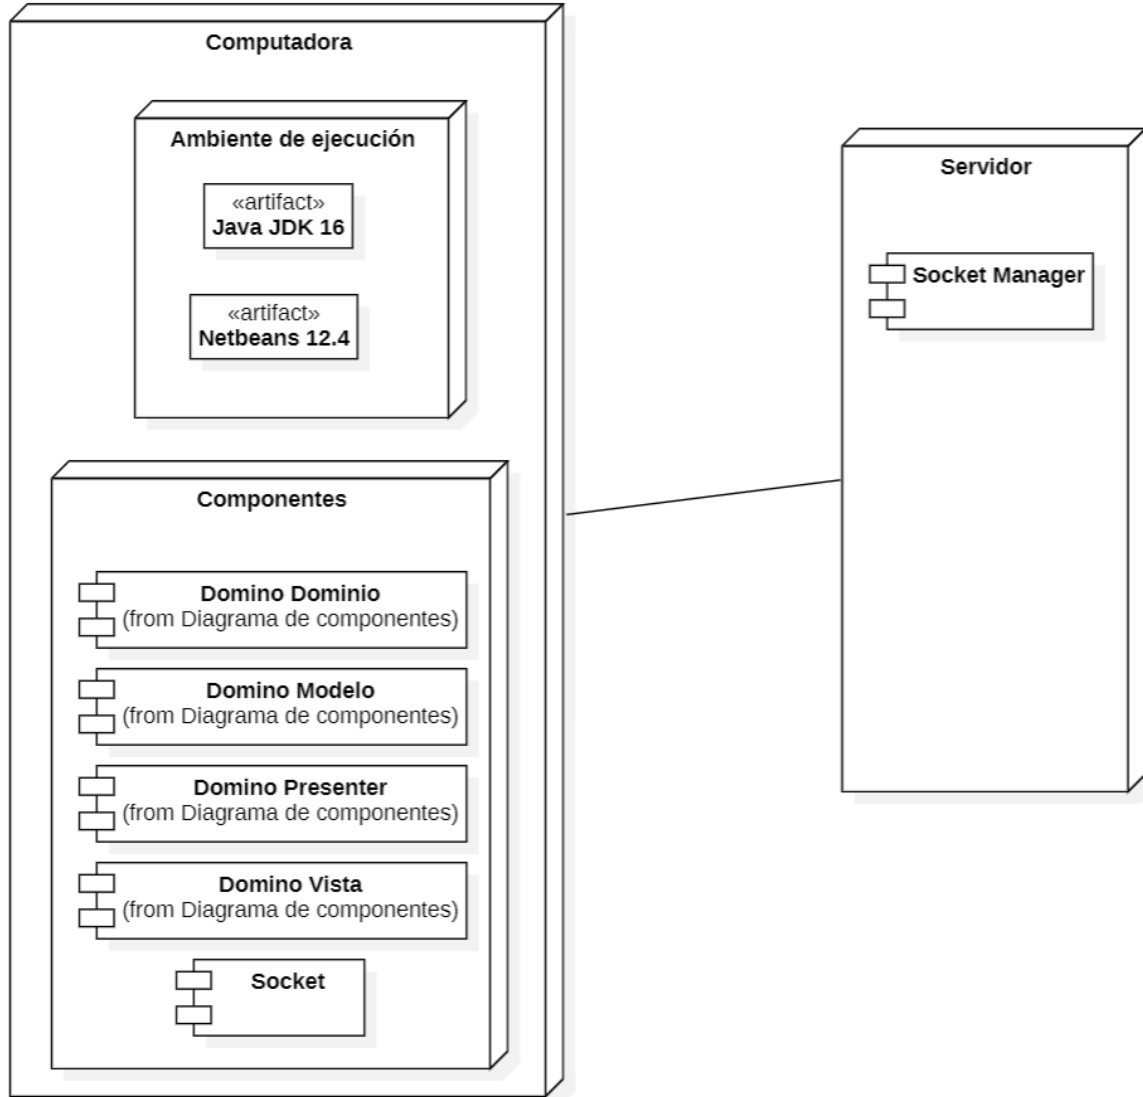 Computadora
Ambiente de ejecución
«artifact»
Java JDK 16
«artifact»
Netbeans 12.4
Componentes
Domino Dominio
(from Diagrama de componentes)
Domino Modelo
(from Diagrama de componentes)
Domino Presenter
(from Diagrama de componentes)
Domino Vista
(from Diagrama de componentes)
Socket
Servidor
Socket Manager